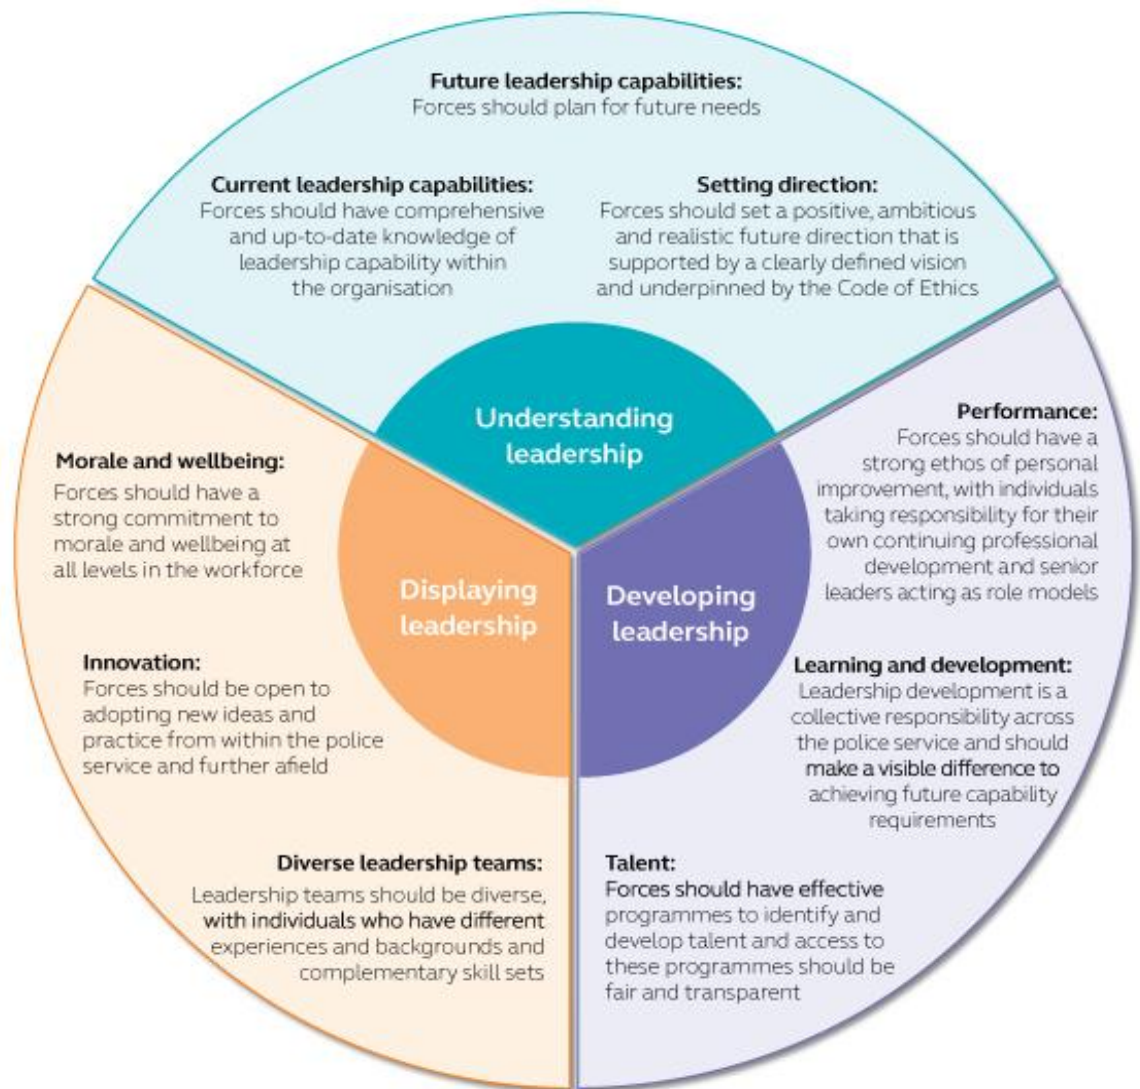 Future leadership capabilities:
Forces should plan for future needs
Current leadership capabilities:
Forces should have comprehensive
and up-to-date knowledge of
leadership capability within
the organisation
Setting direction:
Forces should set a positive, ambitious
and realistic future direction that is
supported by a clearly defined vision
and underpinned by the Code of Ethics
Understanding
leadership
Performance:
Forces should have a
strong ethos of personal
improvement, with individuals
taking responsibility for their
own continuing professional
development and senior
leaders acting as role models
Developing
leadership
Learning and development:
Leadership development is a
collective responsibility across
the police service and should
make a visible difference to
achieving future capability
requirements
Talent:
Forces should have effective
programmes to identify and
develop talent and access to
these programmes should be
fair and transparent
Displaying
leadership
Morale and wellbeing:
Forces should have a
strong commitment to
morale and wellbeing at
all levels in the workforce
Innovation:
Forces should be open to
adopting new ideas and
practice from within the police
service and further afield
Diverse leadership teams:
Leadership teams should be diverse,
with individuals who have different
experiences and backgrounds and
complementary skill sets